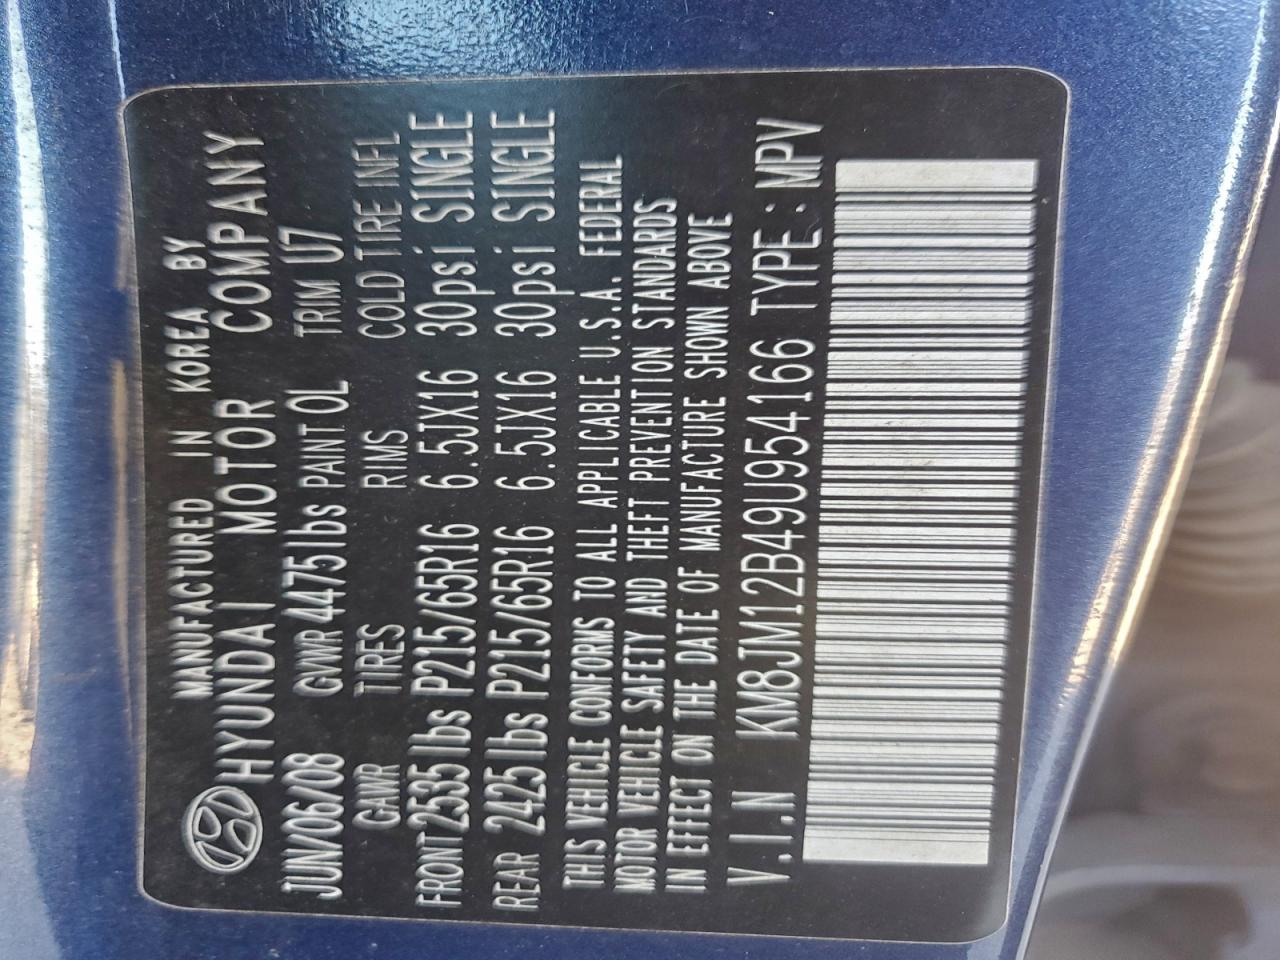 MANUFACTURED IN KOREA BY
HYUNDAI MOTOR COMPANY
JUN/06/08 GVWR 4475lbs PAINT OL TRIM U7
GAWR TIRES RIMS COLD TIRE INFL
FRONT 2535lbs P215/65R16 6.5JX16 30psi SINGLE
REAR 2425lbs P215/65R16 6.5JX16 30psi SINGLE
THIS VEHICLE CONFORMS TO ALL APPLICABLE U.S.A. FEDERAL
MOTOR VEHICLE SAFETY AND THEFT PREVENTION STANDARDS
IN EFFECT ON THE DATE OF MANUFACTURE SHOWN ABOVE
V.I.N KM8JM12B49U954166 TYPE: MPV